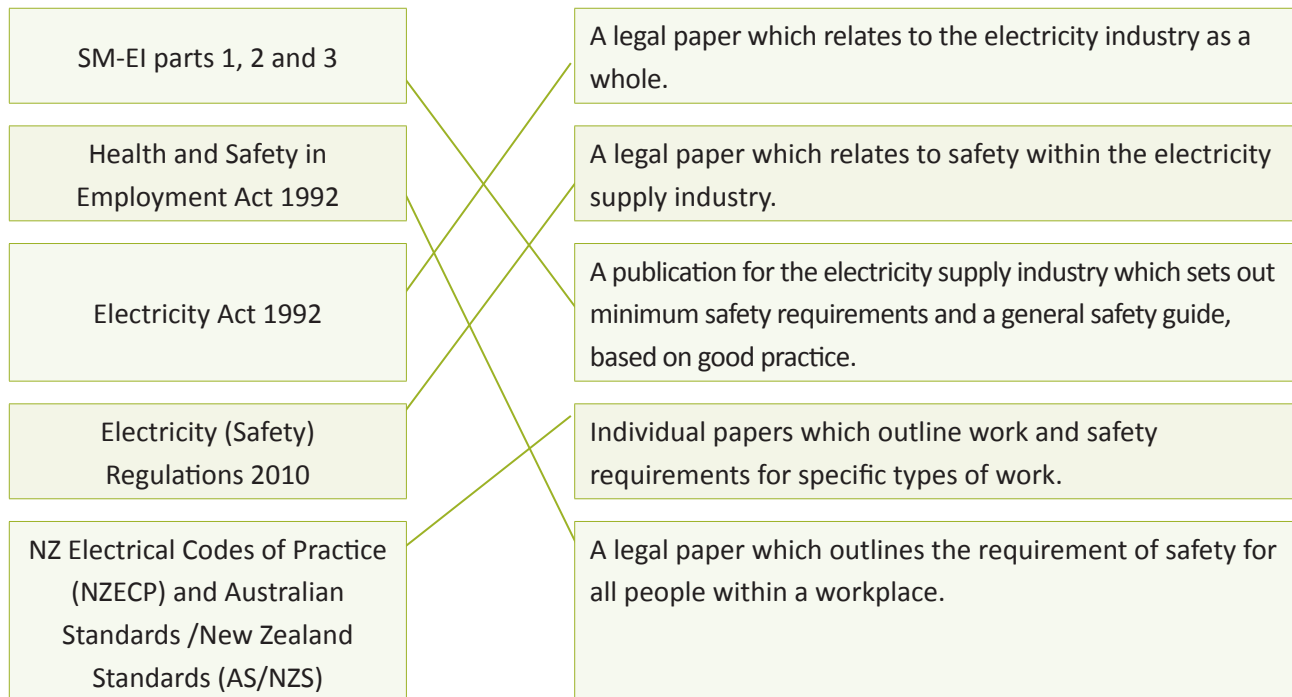 SM-EI parts 1, 2 and 3
A legal paper which relates to the electricity industry as a
whole.
Health and Safety in
Employment Act 1992
A legal paper which relates to safety within the electricity
supply industry.
Electricity Act 1992
A publication for the electricity supply industry which sets out
minimum safety requirements and a general safety guide,
based on good practice.
Electricity (Safety)
Regulations 2010
Individual papers which outline work and safety
requirements for specific types of work.
NZ Electrical Codes of Practice
(NZECP) and Australian
Standards /New Zealand
Standards (AS/NZS)
A legal paper which outlines the requirement of safety for
all people within a workplace.